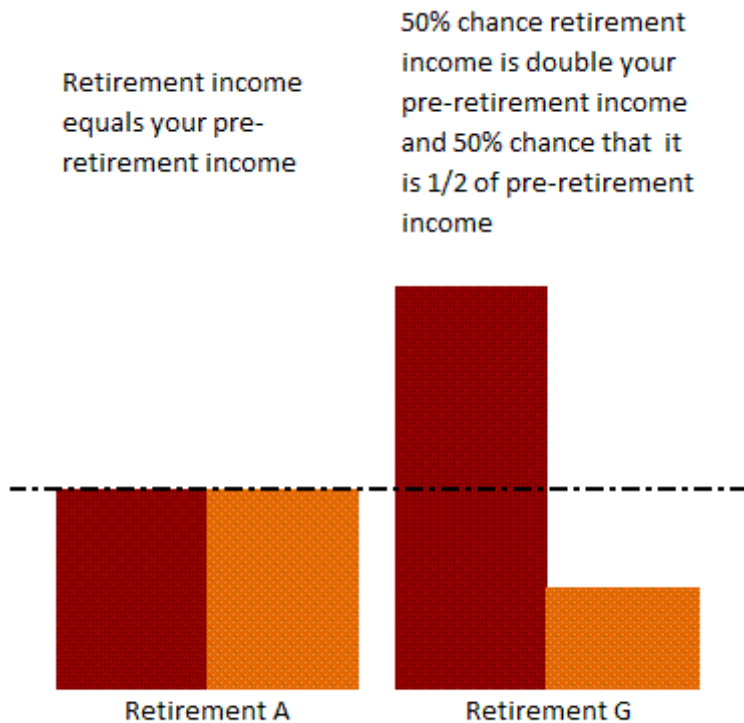 Retirement income
equals your pre-
retirement income
50% chance retirement
income is double your
pre-retirement income
and 50% chance that  it
is 1/2 of pre-retirement
income
Retirement A
Retirement G